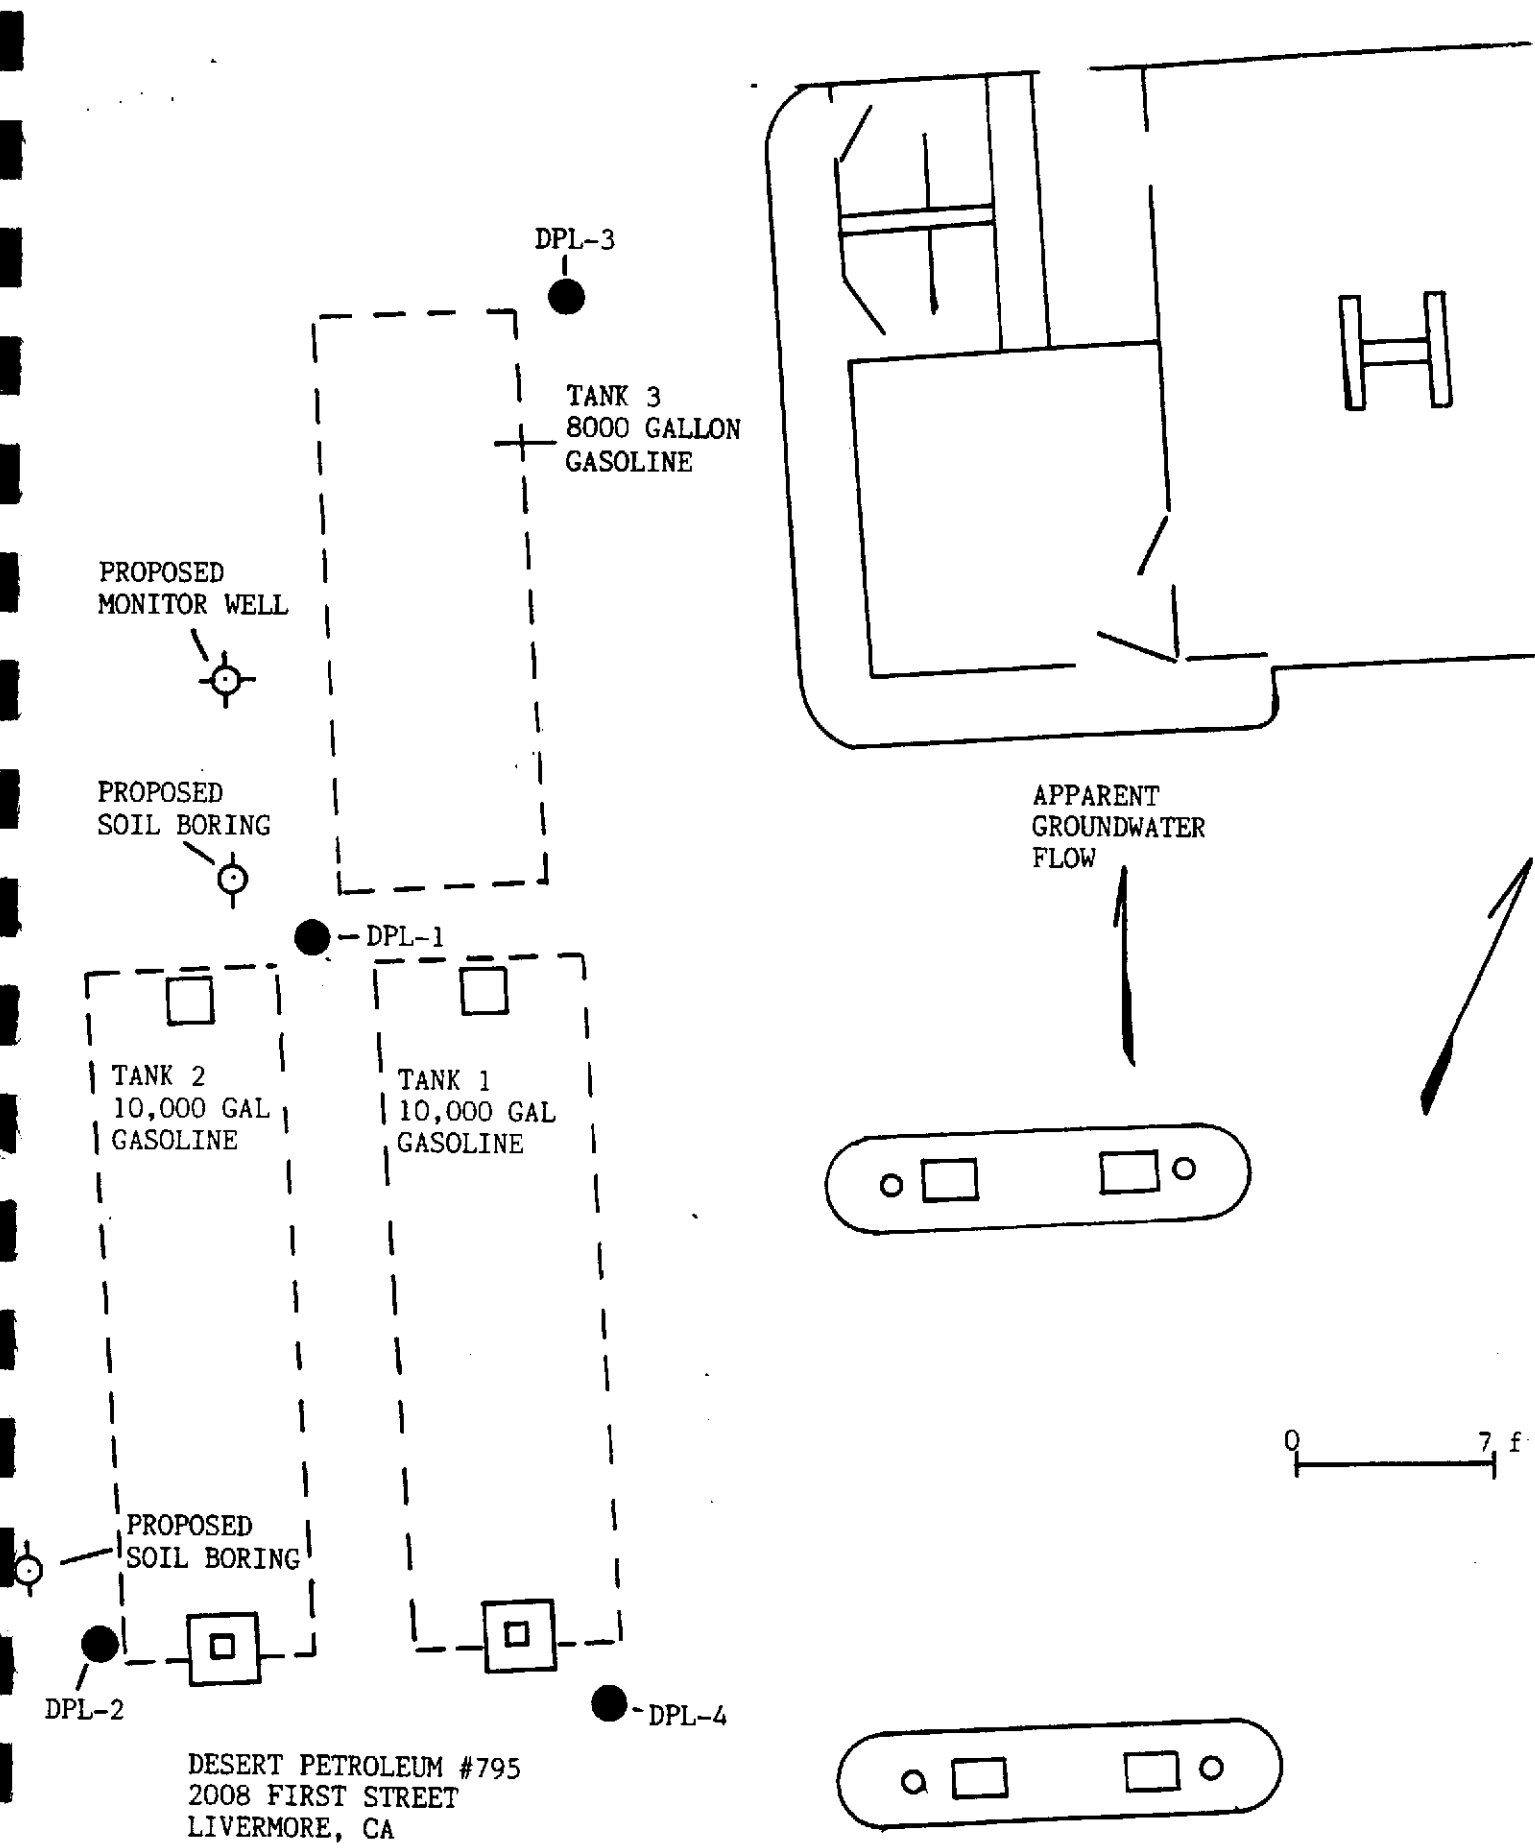 DPL-3
TANK 3
8000 GALLON
GASOLINE
PROPOSED
MONITOR WELL
PROPOSED
SOIL BORING
APPARENT
GROUNDWATER
FLOW
DPL-1
TANK 2
10,000 GAL
GASOLINE
TANK 1
10,000 GAL
GASOLINE
0 7 f
PROPOSED
SOIL BORING
DPL-2
DPL-4
DESERT PETROLEUM #795
2008 FIRST STREET
LIVERMORE, CA